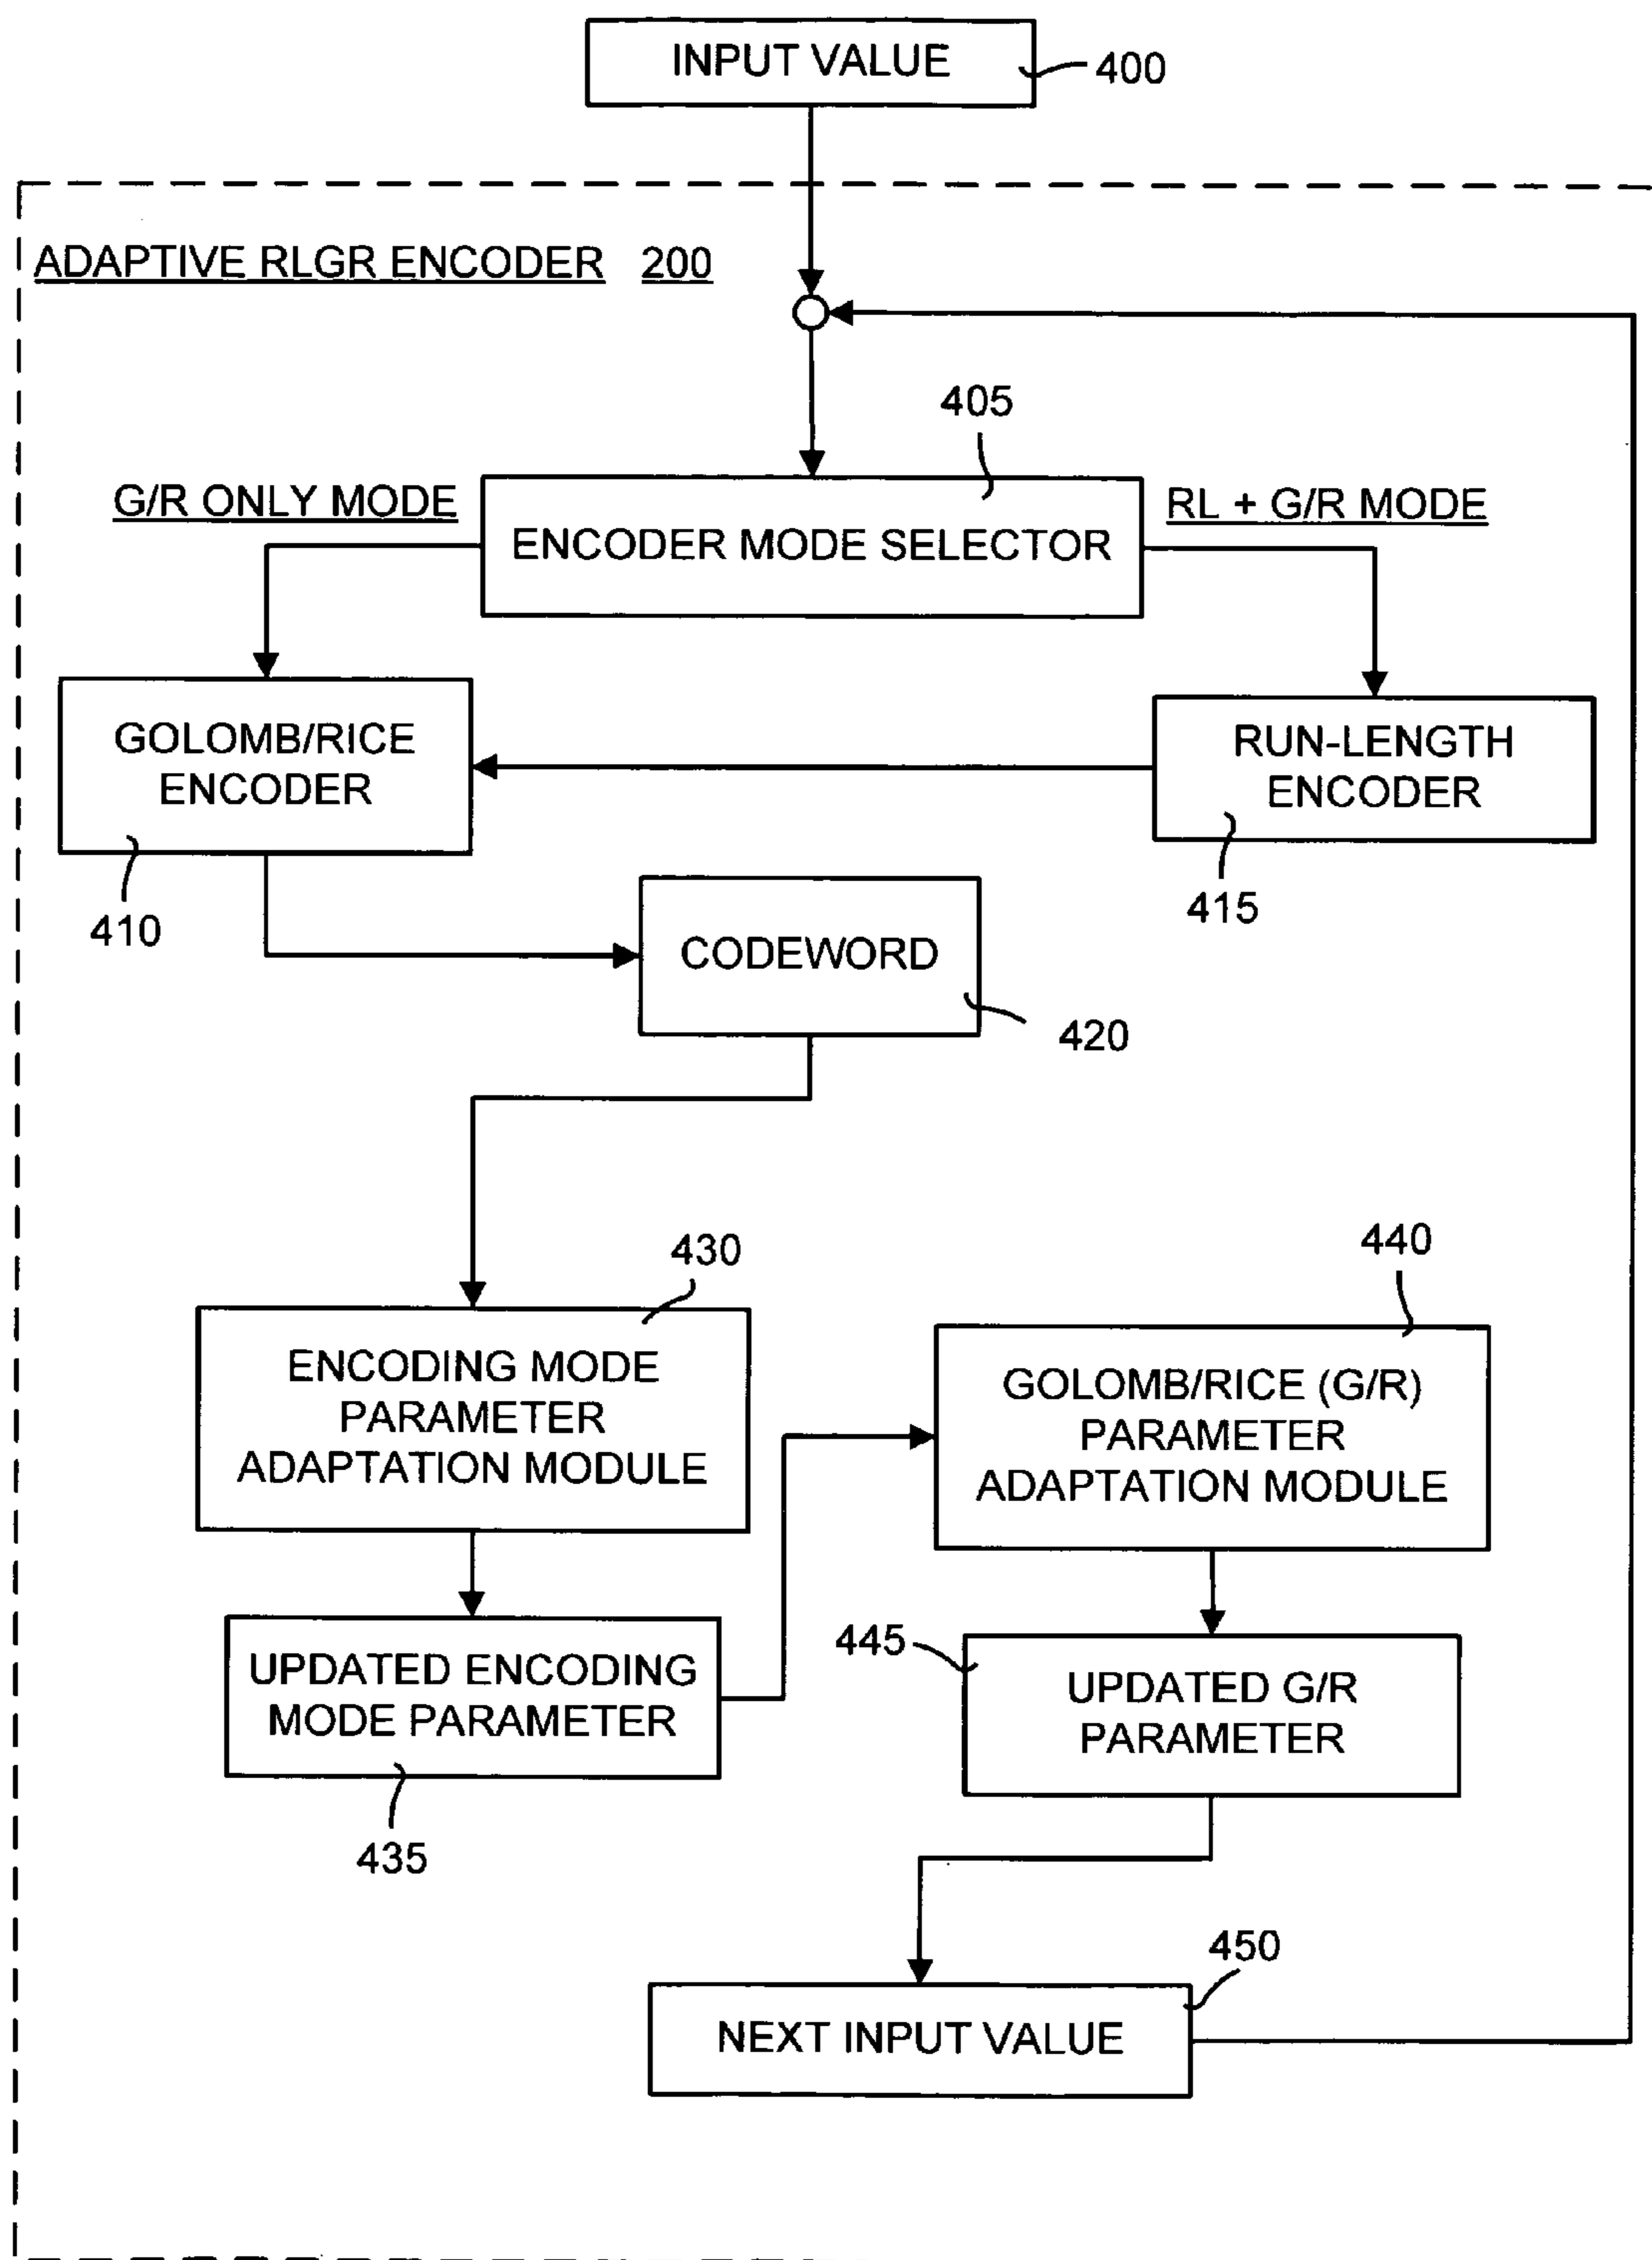 INPUT VALUE
400
ADAPTIVE RLGR ENCODER 200
405
G/R ONLY MODE
ENCODER MODE SELECTOR
RL + G/R MODE
GOLOMB/RICE
ENCODER
410
RUN-LENGTH
ENCODER
415
CODEWORD
420
430
ENCODING MODE
PARAMETER
ADAPTATION MODULE
440
GOLOMB/RICE (G/R)
PARAMETER
ADAPTATION MODULE
UPDATED ENCODING
MODE PARAMETER
435
445
UPDATED G/R
PARAMETER
450
NEXT INPUT VALUE